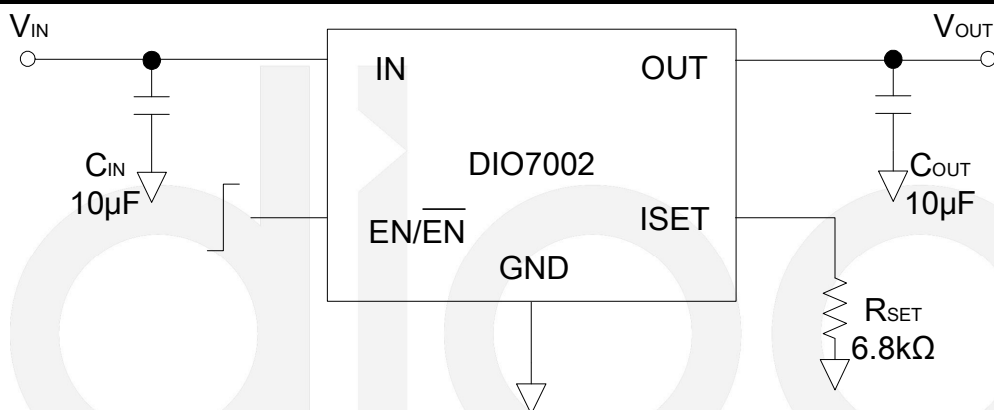 VIN
VOUT
IN
OUT
DIO7002
CIN
10µF
COUT
10µF
EN/EN
ISET
GND
RSET
6.8kΩ